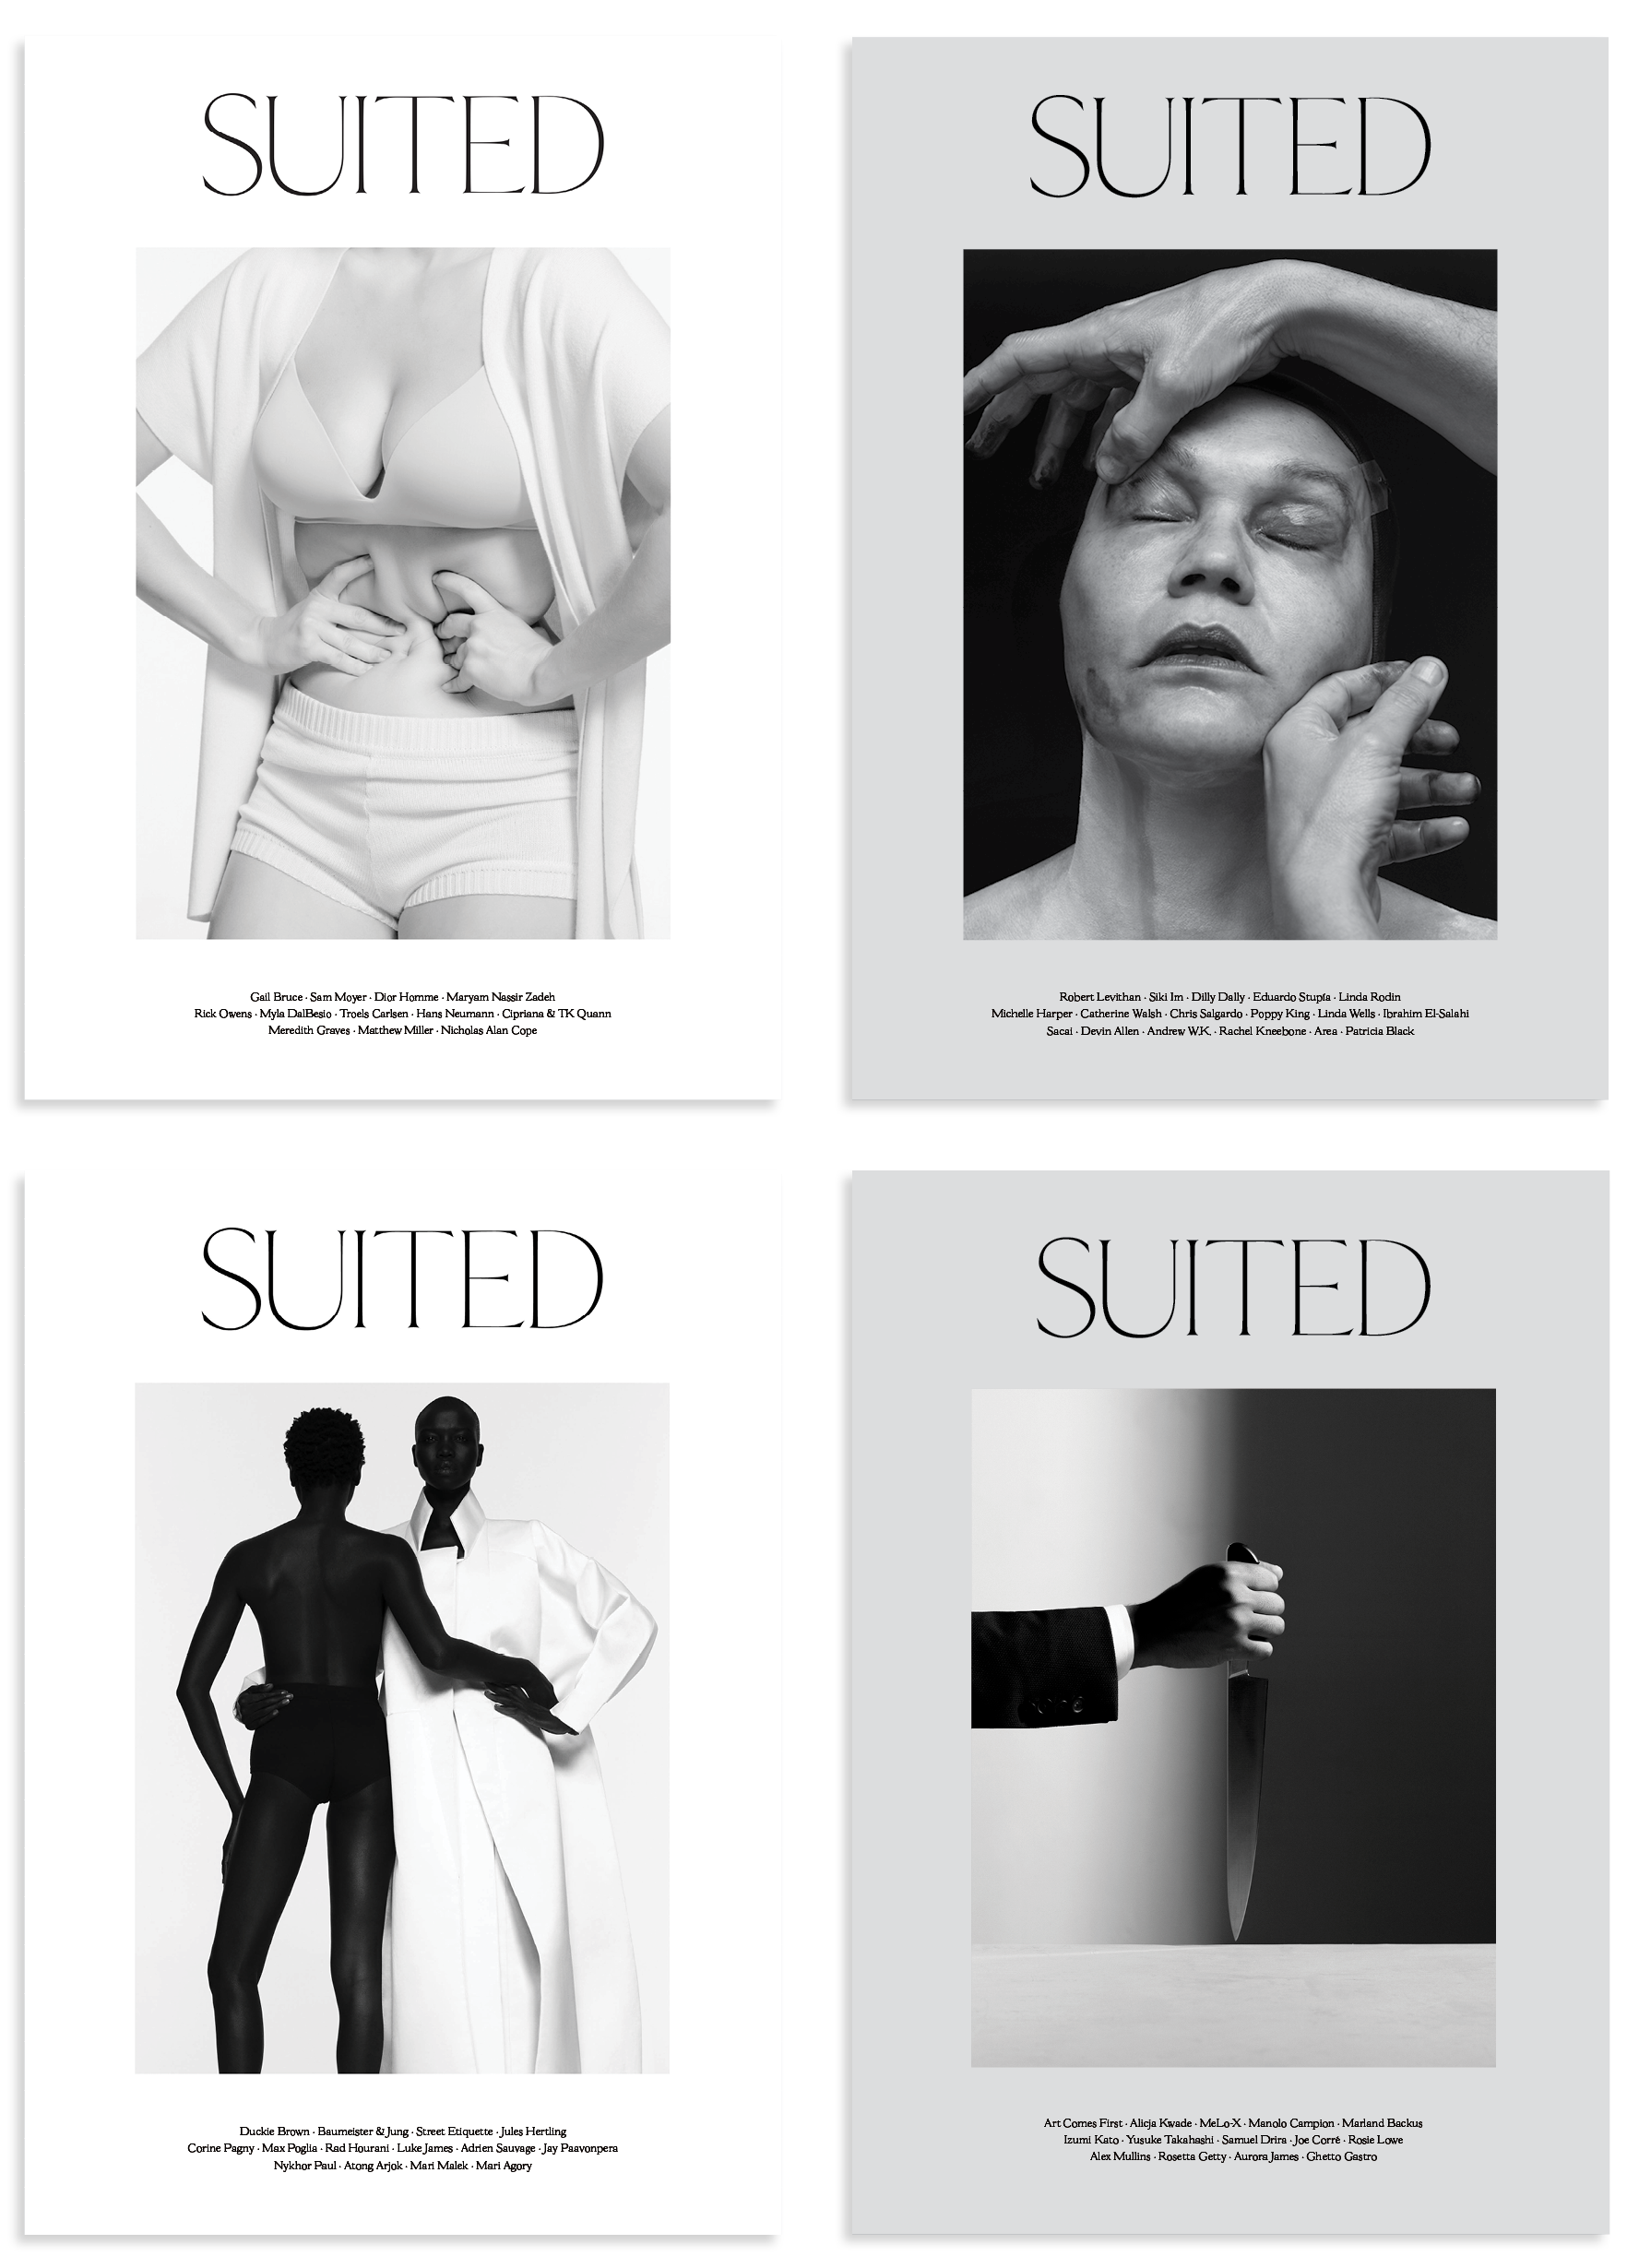 SUITED
Gail Bruce · Sam Moyer · Dior Homme · Maryam Nassir Zadeh
Rick Owens · Myla DalBesio · Troels Carlsen · Hans Neumann · Cipriana & TK Quann
Meredith Graves · Matthew Miller · Nicholas Alan Cope
SUITED
Robert Levithan · Siki Im · Dilly Dally · Eduardo Stupía · Linda Rodin
Michelle Harper · Catherine Walsh · Chris Salgardo · Poppy King · Linda Wells · Ibrahim El-Salahi
Sacai · Devin Allen · Andrew W.K. · Rachel Kneebone · Area · Patricia Black
SUITED
Duckie Brown · Baumeister & Jung · Street Etiquette · Jules Hertling
Corine Pagny · Max Poglia · Rad Hourani · Luke James · Adrien Sauvage · Jay Paavonpera
Nykhor Paul · Atong Arjok · Mari Malek · Mari Agory
SUITED
Art Comes First · Alicja Kwade · MeLo-X · Manolo Campion · Marland Backus
Izumi Kato · Yusuke Takahashi · Samuel Drira · Joe Corré · Rosie Lowe
Alex Mullins · Rosetta Getty · Aurora James · Ghetto Gastro